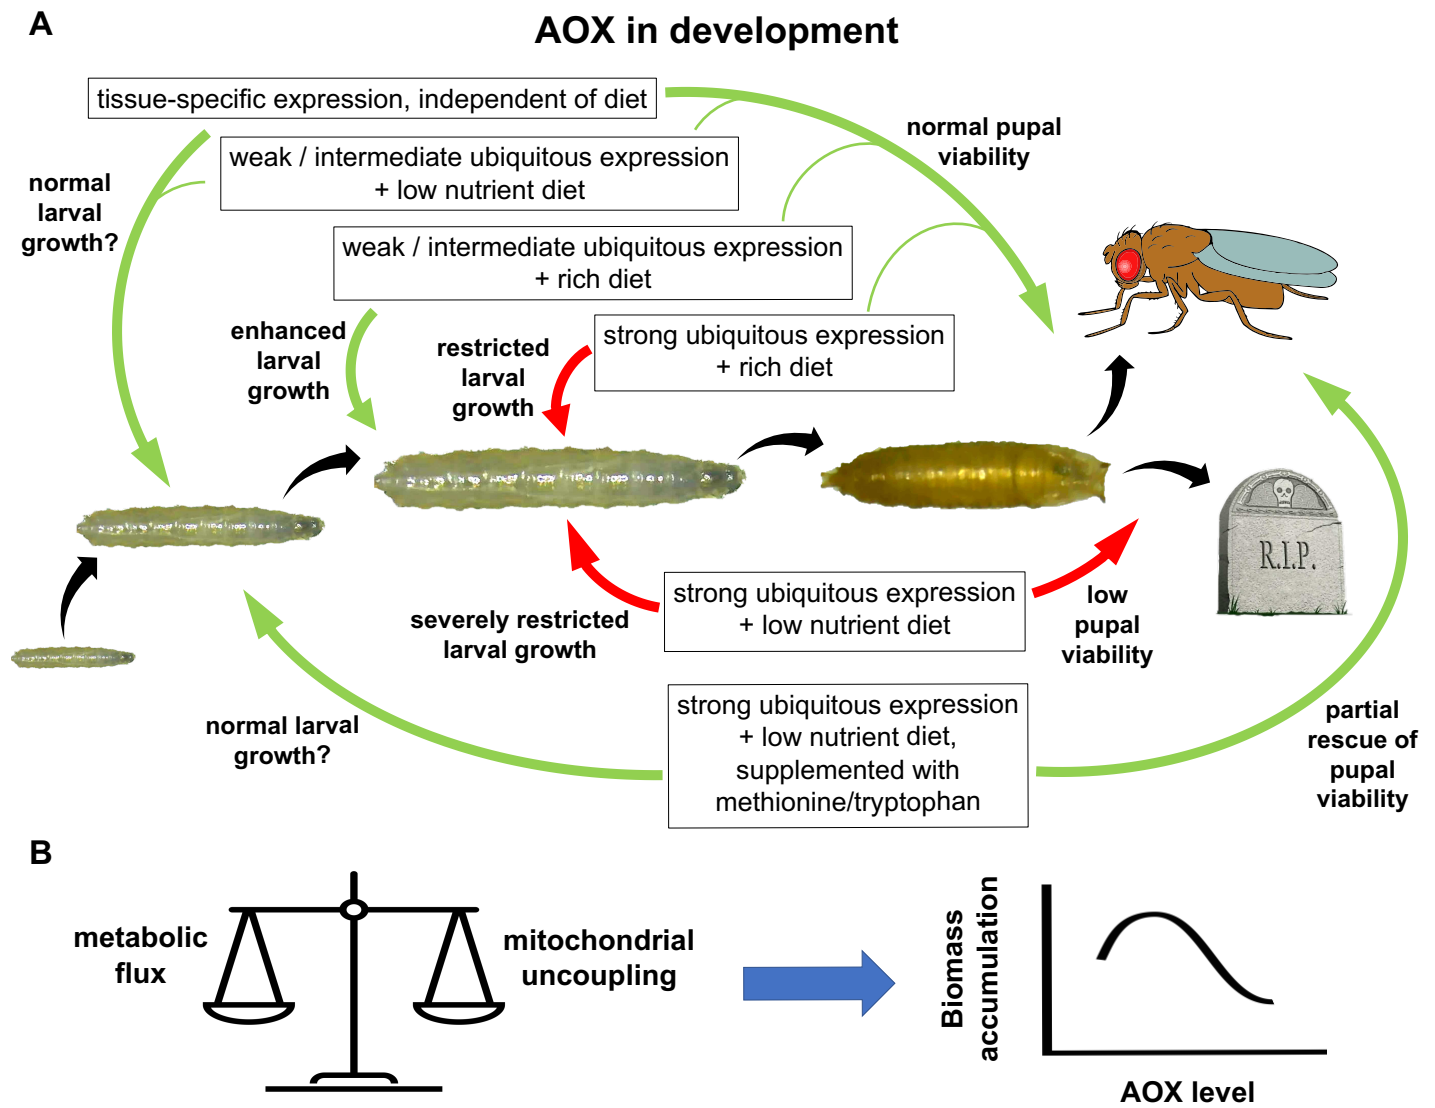 A
AOX in development
tissue-specific expression, independent of diet
normal pupal
viability
weak / intermediate ubiquitous expression
+ low nutrient diet
normal
larval
growth?
weak / intermediate ubiquitous expression
+ rich diet
enhanced
larval
growth
restricted
larval
growth
strong ubiquitous expression
+ rich diet
R.I.P.
strong ubiquitous expression
+ low nutrient diet
severely restricted
larval growth
low
pupal
viability
normal larval
growth?
strong ubiquitous expression
+ low nutrient diet,
supplemented with
methionine/tryptophan
partial
rescue of
pupal
viability
B
metabolic
flux
mitochondrial
uncoupling
Biomass
accumulation
AOX level